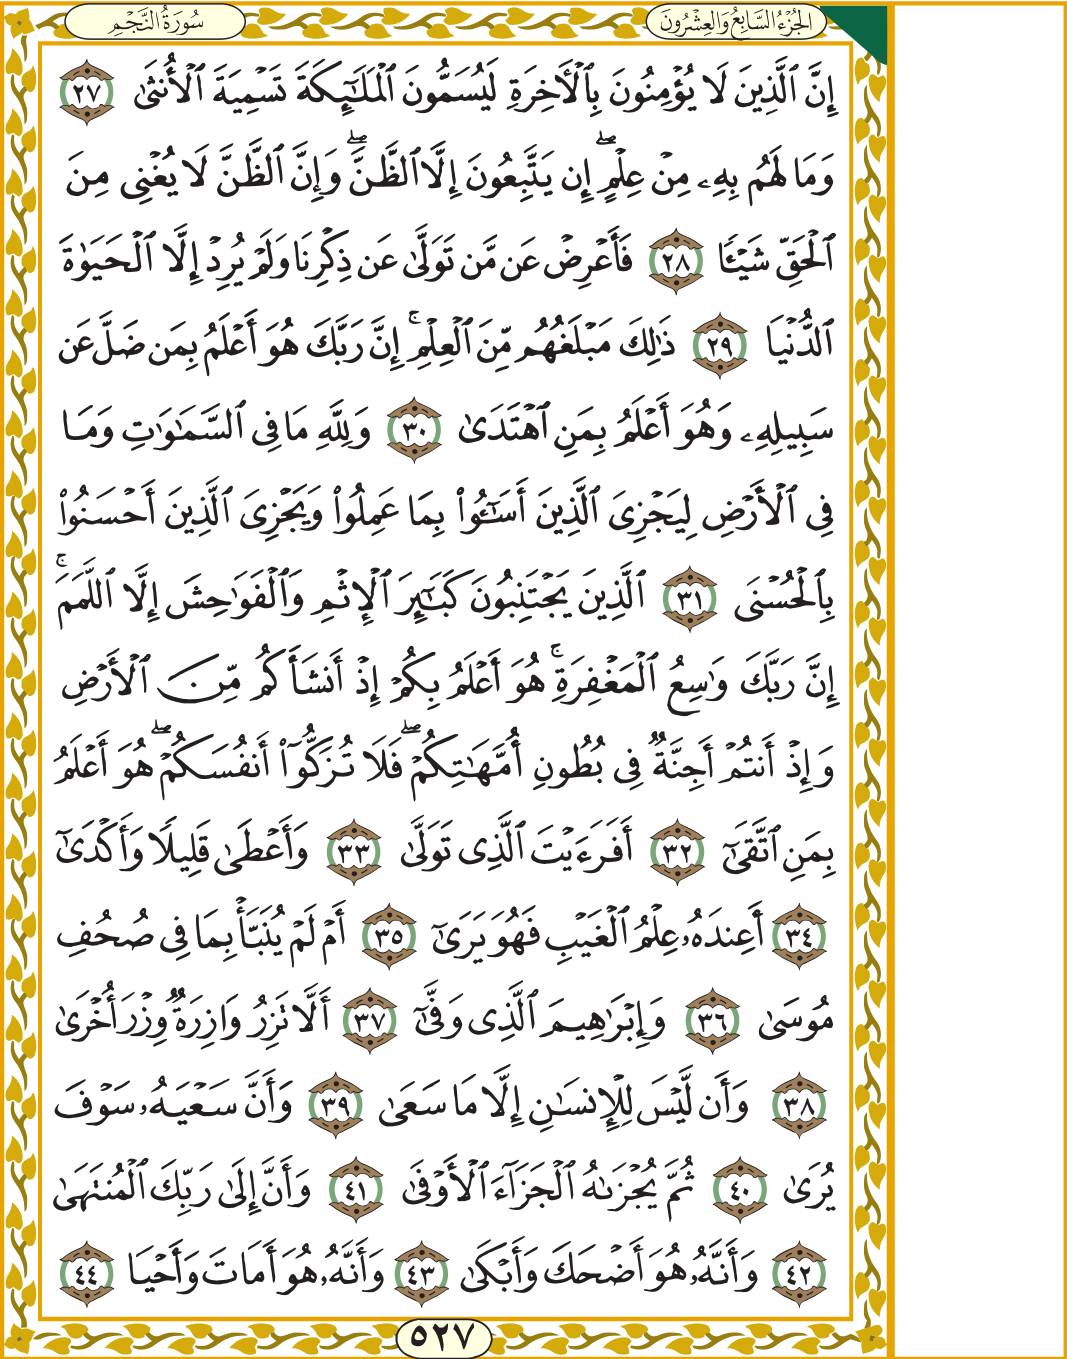 الجُزْءُ السَّابِعُ وَالعِشْرُونَ
سُورَةُ النَّجْمِ
إِنَّ ٱلَّذِينَ لَا يُؤْمِنُونَ بِٱلْأَخِرَةِ لَيُسَمُّونَ ٱلْمَلَـٰٓئِكَةَ تَسْمِيَةَ ٱلْأُنثَىٰ ٢٧
وَمَا لَهُم بِهِۦ مِنْ عِلْمٍۖ إِن يَتَّبِعُونَ إِلَّا ٱلظَّنَّۖ وَإِنَّ ٱلظَّنَّ لَا يُغْنِى مِنَ
ٱلْحَقِّ شَيْـًٔا ٢٨ فَأَعْرِضْ عَن مَّن تَوَلَّىٰ عَن ذِكْرِنَا وَلَمْ يُرِدْ إِلَّا ٱلْحَيَوٰةَ
ٱلدُّنْيَا ٢٩ ذَٰلِكَ مَبْلَغُهُم مِّنَ ٱلْعِلْمِۚ إِنَّ رَبَّكَ هُوَ أَعْلَمُ بِمَن ضَلَّ عَن
سَبِيلِهِۦ وَهُوَ أَعْلَمُ بِمَنِ ٱهْتَدَىٰ ٣٠ وَلِلَّهِ مَا فِى ٱلسَّمَـٰوَٰتِ وَمَا
فِى ٱلْأَرْضِ لِيَجْزِىَ ٱلَّذِينَ أَسَـٰٓـُٔوا۟ بِمَا عَمِلُوا۟ وَيَجْزِىَ ٱلَّذِينَ أَحْسَنُوا۟
بِٱلْحُسْنَى ٣١ ٱلَّذِينَ يَجْتَنِبُونَ كَبَـٰٓئِرَ ٱلْإِثْمِ وَٱلْفَوَٰحِشَ إِلَّا ٱللَّمَمَۚ
إِنَّ رَبَّكَ وَٰسِعُ ٱلْمَغْفِرَةِۚ هُوَ أَعْلَمُ بِكُمْ إِذْ أَنشَأَكُم مِّنَ ٱلْأَرْضِ
وَإِذْ أَنتُمْ أَجِنَّةٌ فِى بُطُونِ أُمَّهَـٰتِكُمْۖ فَلَا تُزَكُّوٓا۟ أَنفُسَكُمْۖ هُوَ أَعْلَمُ
بِمَنِ ٱتَّقَىٰٓ ٣٢ أَفَرَءَيْتَ ٱلَّذِى تَوَلَّىٰ ٣٣ وَأَعْطَىٰ قَلِيلًا وَأَكْدَىٰٓ
٣٤ أَعِندَهُۥ عِلْمُ ٱلْغَيْبِ فَهُوَ يَرَىٰٓ ٣٥ أَمْ لَمْ يُنَبَّأْ بِمَا فِى صُحُفِ
مُوسَىٰ ٣٦ وَإِبْرَٰهِيمَ ٱلَّذِى وَفَّىٰٓ ٣٧ أَلَّا تَزِرُ وَازِرَةٌ وِزْرَ أُخْرَىٰ
٣٨ وَأَن لَّيْسَ لِلْإِنسَـٰنِ إِلَّا مَا سَعَىٰ ٣٩ وَأَنَّ سَعْيَهُۥ سَوْفَ
يُرَىٰ ٤٠ ثُمَّ يُجْزَىٰهُ ٱلْجَزَآءَ ٱلْأَوْفَىٰ ٤١ وَأَنَّ إِلَىٰ رَبِّكَ ٱلْمُنتَهَىٰ
٤٢ وَأَنَّهُۥ هُوَ أَضْحَكَ وَأَبْكَىٰ ٤٣ وَأَنَّهُۥ هُوَ أَمَاتَ وَأَحْيَا ٤٤
٥٢٧